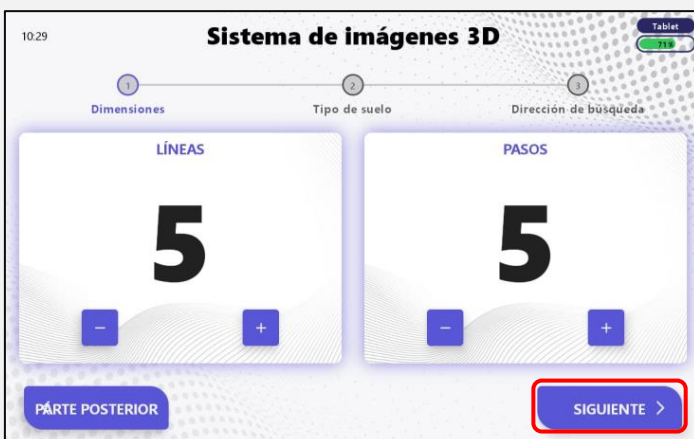 10:29
Sistema de imágenes 3D
Tablet
1
2
3
Dimensiones
Tipo de suelo
Dirección de búsqueda
LÍNEAS
PASOS
5
5
−
+
−
+
PARTE POSTERIOR
SIGUIENTE